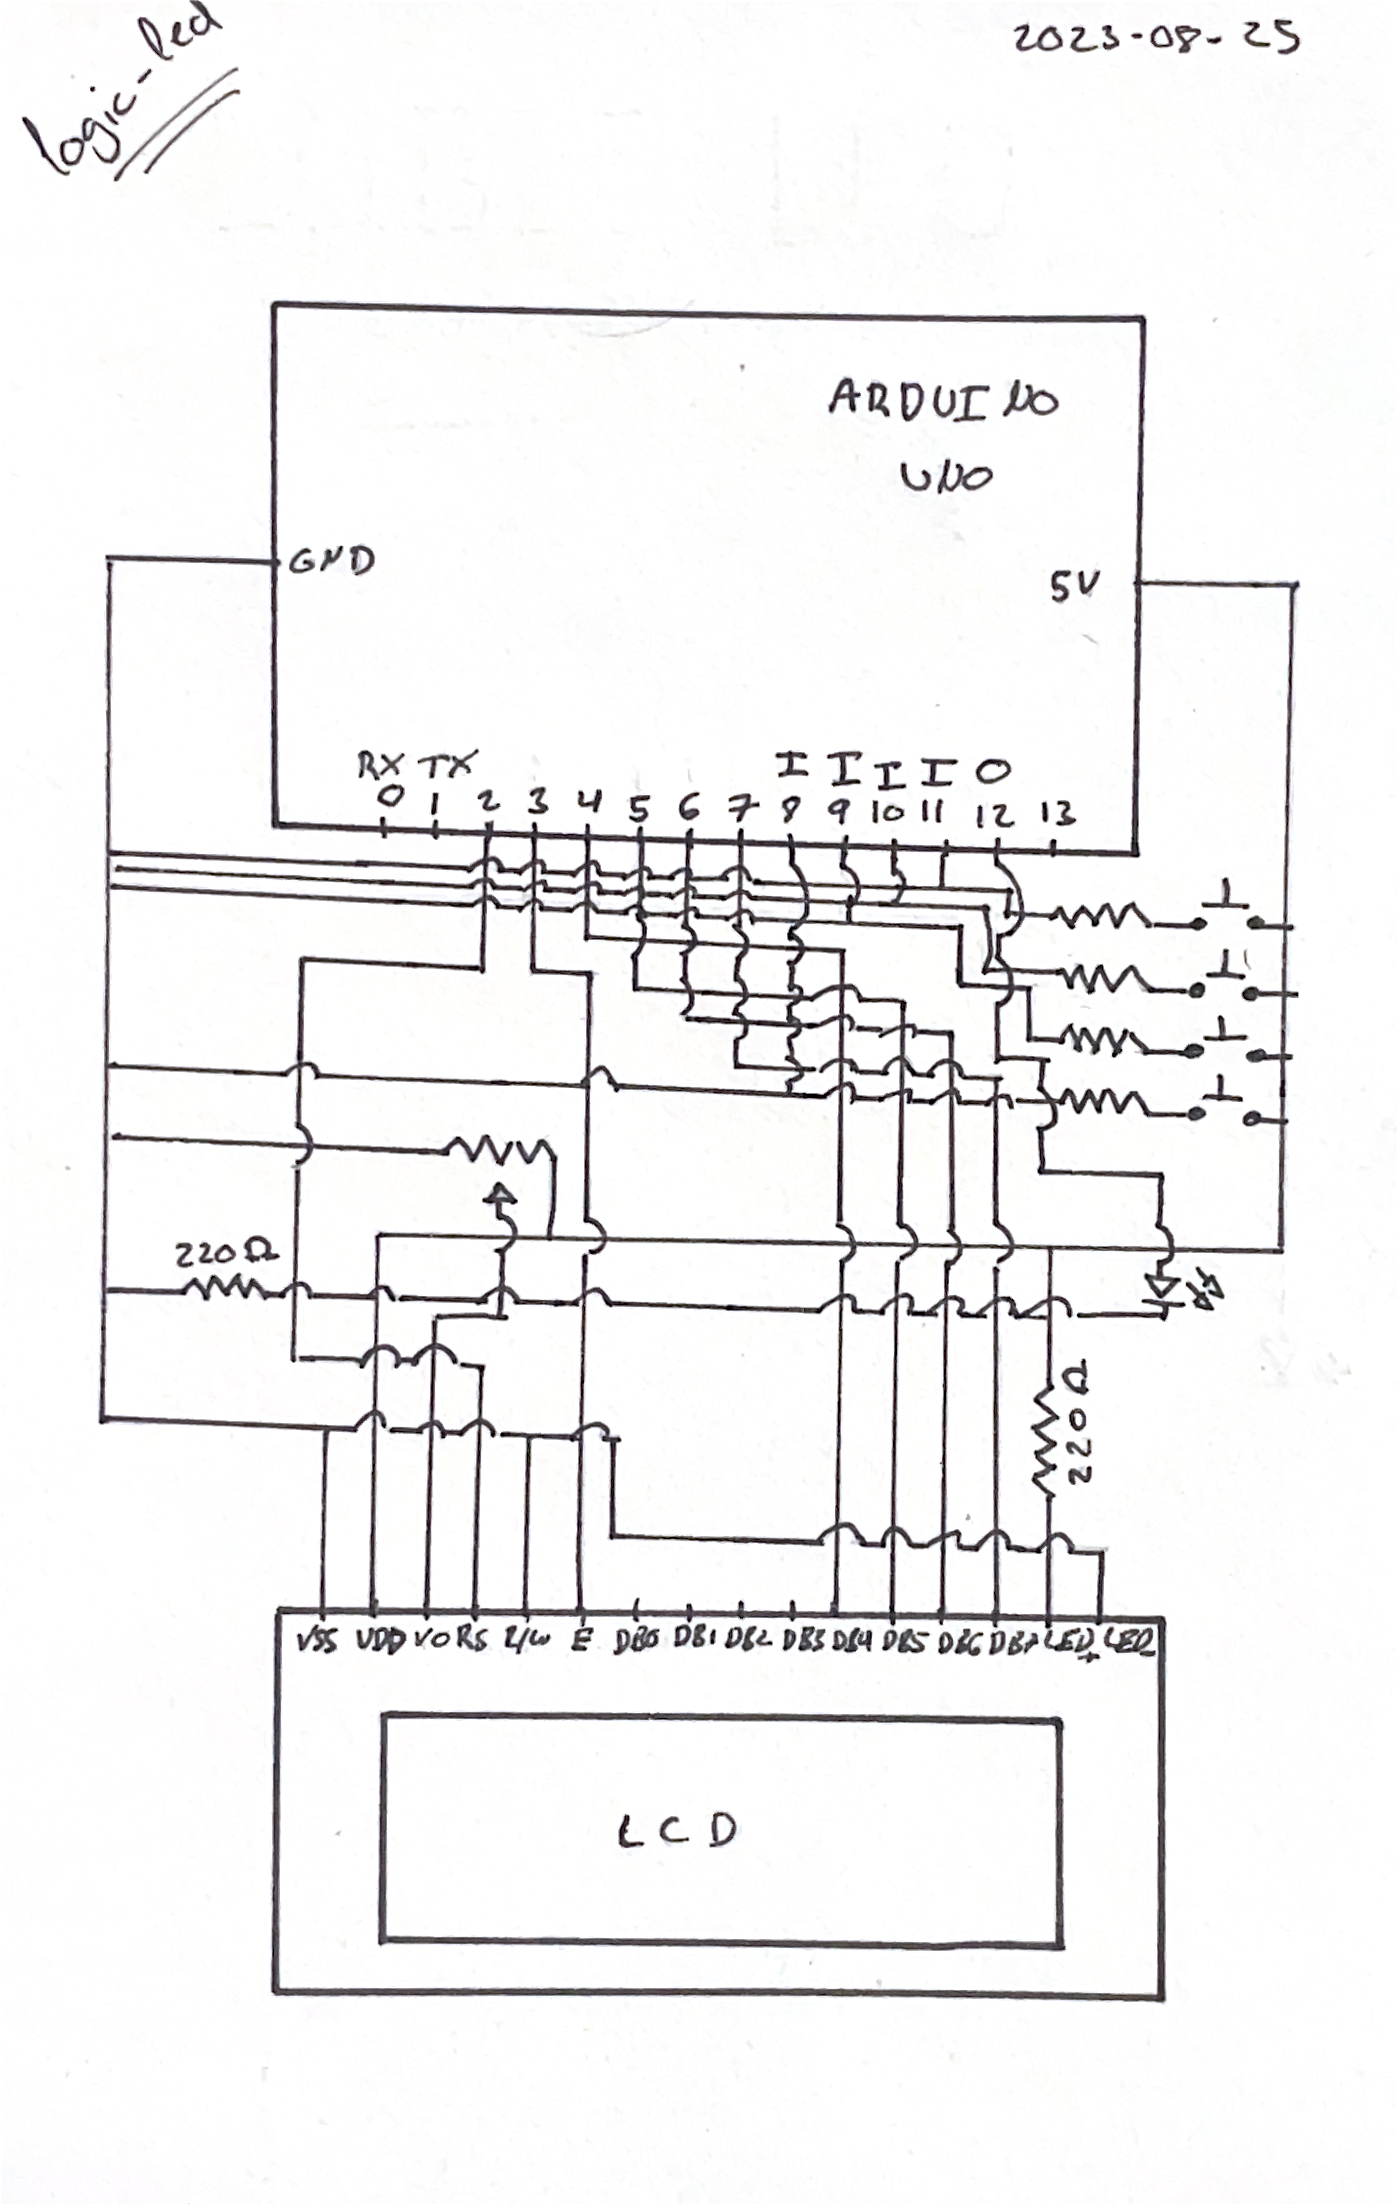 logic-led
2023-08-25
ARDUINO
UNO
GND
5V
RX TX I I I I O
0 1 2 3 4 5 6 7 8 9 10 11 12 13
220Ω
220Ω
VSS VDD VO RS R/W E DB0 DB1 DB2 DB3 DB4 DB5 DB6 DB7 LED+ LED-
LCD